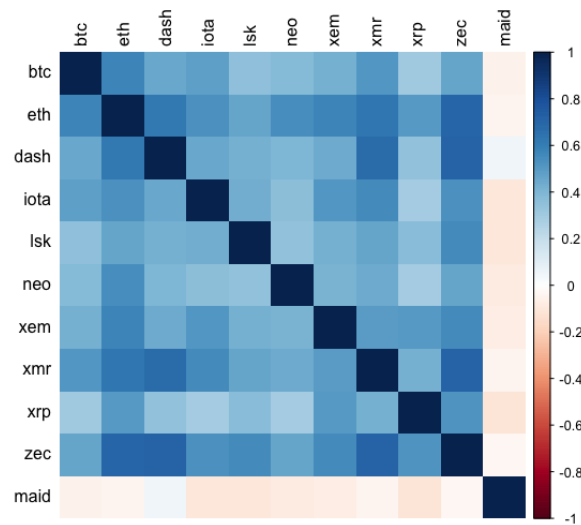 btc eth dash iota lsk neo xem xmr xrp zec maid
btc
eth
dash
iota
lsk
neo
xem
xmr
xrp
zec
maid
1
0.8
0.6
0.4
0.2
0
-0.2
-0.4
-0.6
-0.8
-1